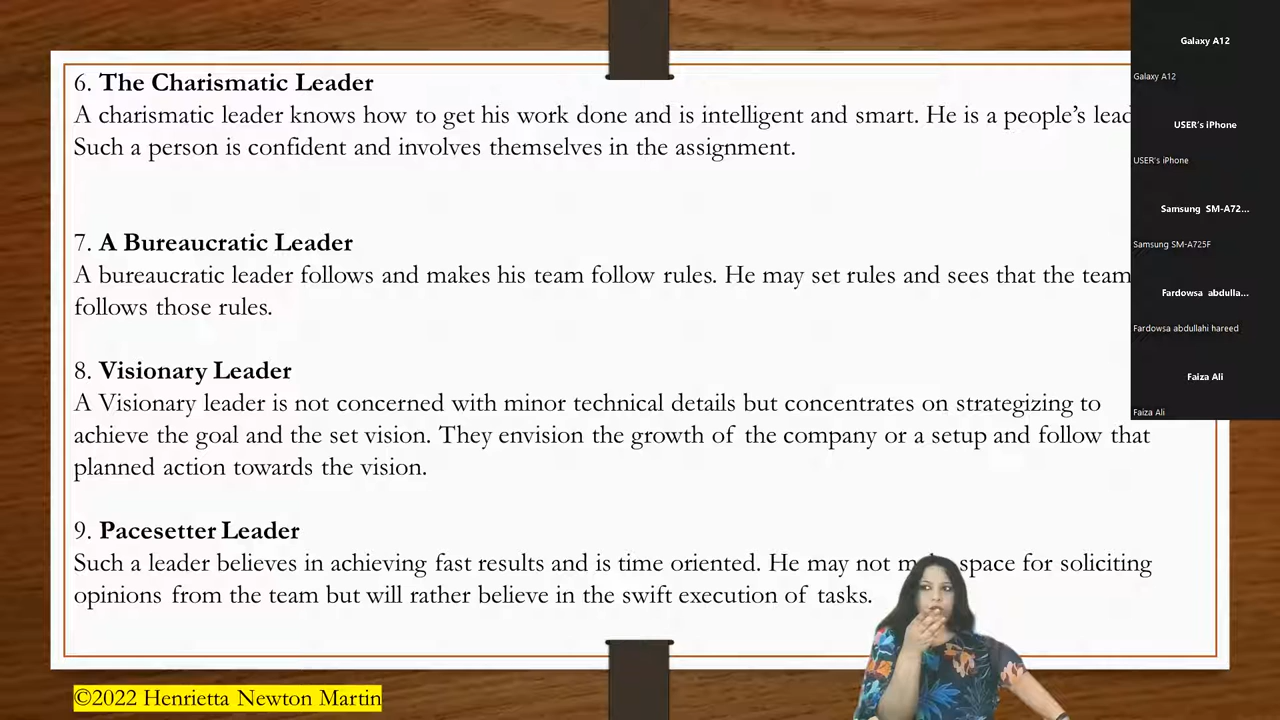 6. The Charismatic Leader
A charismatic leader knows how to get his work done and is intelligent and smart. He is a people's
Such a person is confident and involves themselves in the assignment.
7. A Bureaucratic Leader
A bureaucratic leader follows and makes his team follow rules. He may set rules and sees that the team
follows those rules.
8. Visionary Leader
A Visionary leader is not concerned with minor technical details but concentrates on strategizing to
achieve the goal and the set vision. They envision the growth of the company or a setup and follow that
planned action towards the vision.
9. Pacesetter Leader
Such a leader believes in achieving fast results and is time oriented. He may not space for soliciting
opinions from the team but will rather believe in the swift execution of tasks.
©2022 Henrietta Newton Martin
Galaxy A12
Galaxy A12
USER's iPhone
USER's iPhone
Samsung SM-A72...
Samsung SM-A725F
Fardowsa abdulla...
Fardowsa abdullahi hareed
Faiza Ali
Faiza Ali